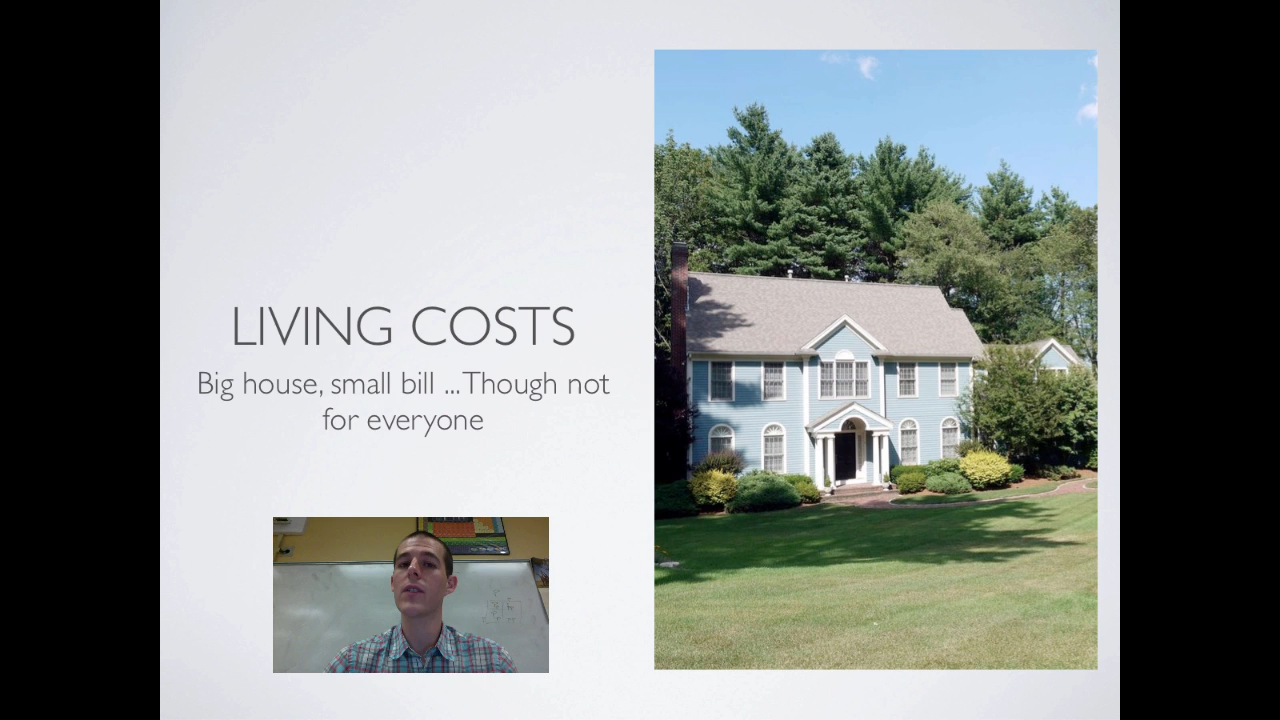 LIVING COSTS
Big house, small bill ... Though not
for everyone